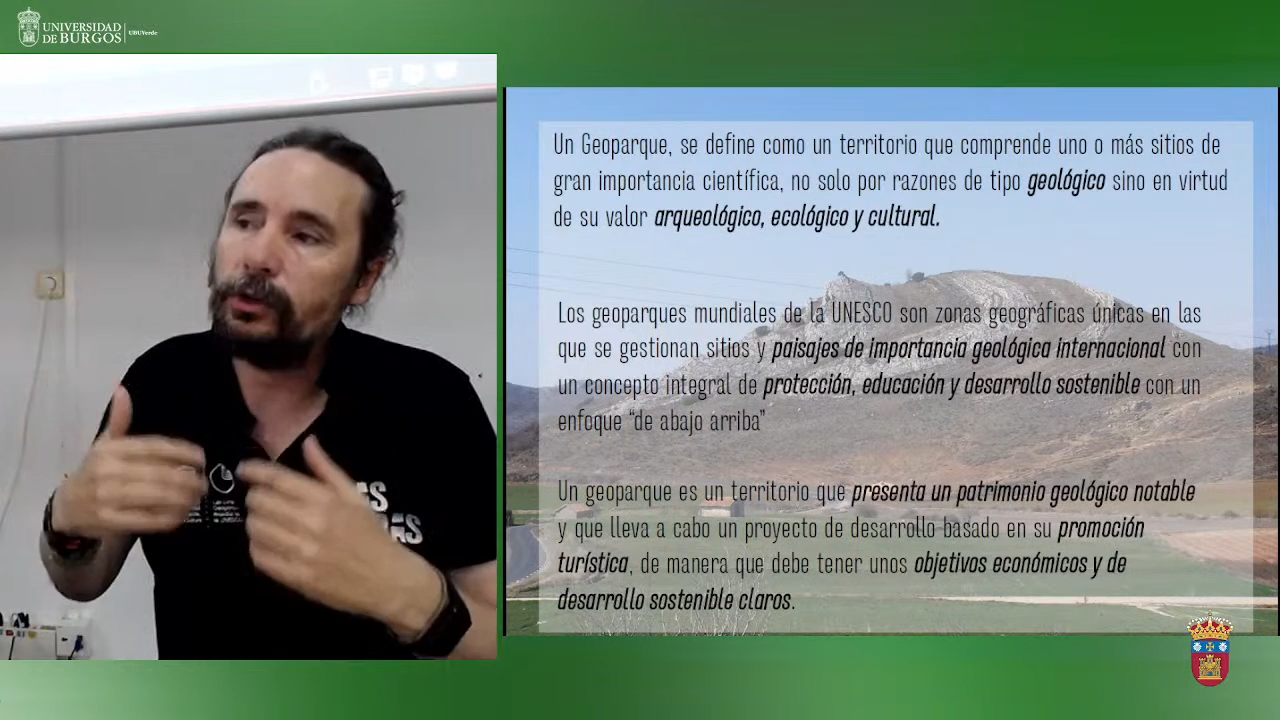 UNIVERSIDAD
DE BURGOS
UBUVerde
Un Geoparque, se define como un territorio que comprende uno o más sitios de
gran importancia científica, no solo por razones de tipo geológico sino en virtud
de su valor arqueológico, ecológico y cultural.
Los geoparques mundiales de la UNESCO son zonas geográficas únicas en las
que se gestionan sitios y paisajes de importancia geológica internacional con
un concepto integral de protección, educación y desarrollo sostenible con un
enfoque “de abajo arriba”
Un geoparque es un territorio que presenta un patrimonio geológico notable
y que lleva a cabo un proyecto de desarrollo basado en su promoción
turística, de manera que debe tener unos objetivos económicos y de
desarrollo sostenible claros.